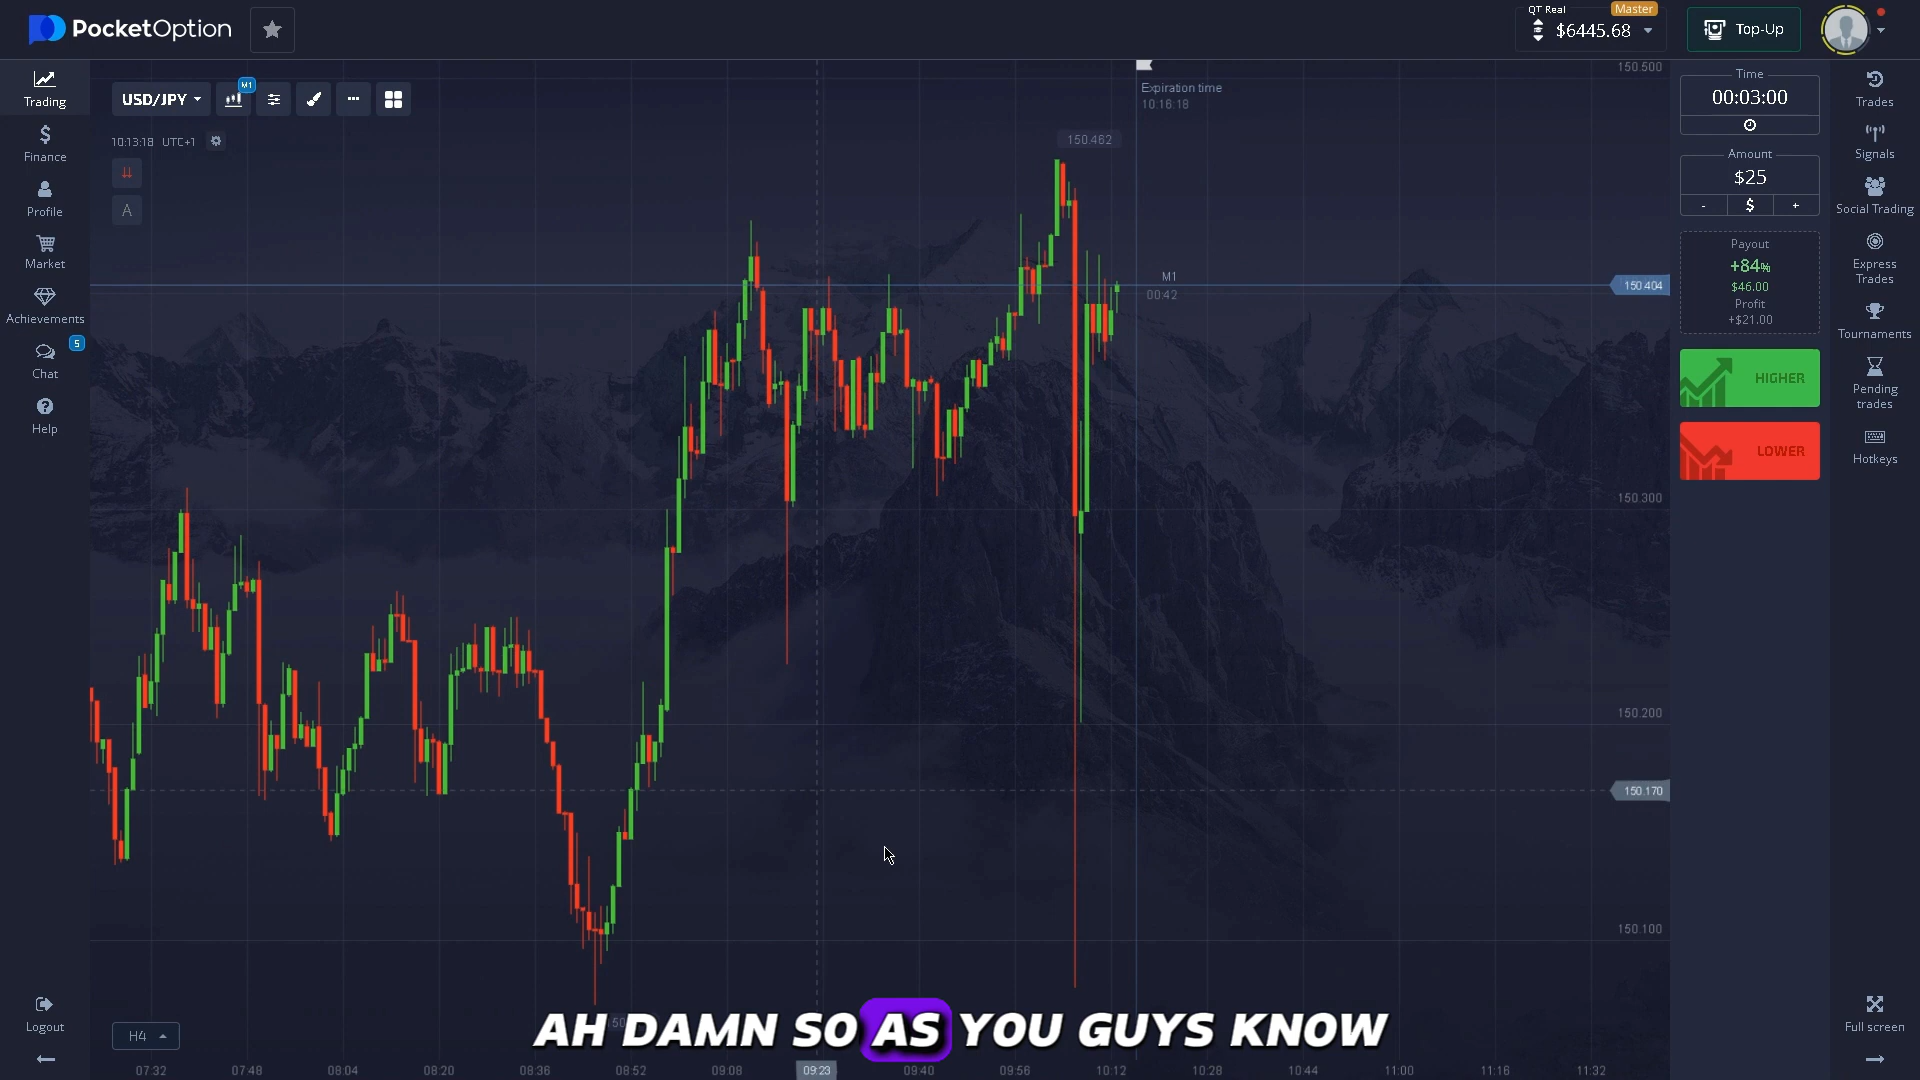 PocketOption
QT Real
Master
$6445.68
Top-Up
Trading
Finance
Profile
Market
Achievements
5
Chat
Help
Logout
USD/JPY
M1
10:13:18 UTC+1
A
Expiration time
10:16:18
150.462
M1
00:42
150.500
150.404
150.300
150.200
150.170
150.100
Time
00:03:00
Amount
$25
- $ +
Payout
+84%
$46.00
Profit
+$21.00
HIGHER
LOWER
Trades
Signals
Social Trading
Express
Trades
Tournaments
Pending
trades
Hotkeys
Full screen
H4
AH DAMN SO AS YOU GUYS KNOW
07:32 07:48 08:04 08:20 08:36 08:52 09:08 09:23 09:40 09:56 10:12 10:28 10:44 11:00 11:16 11:32